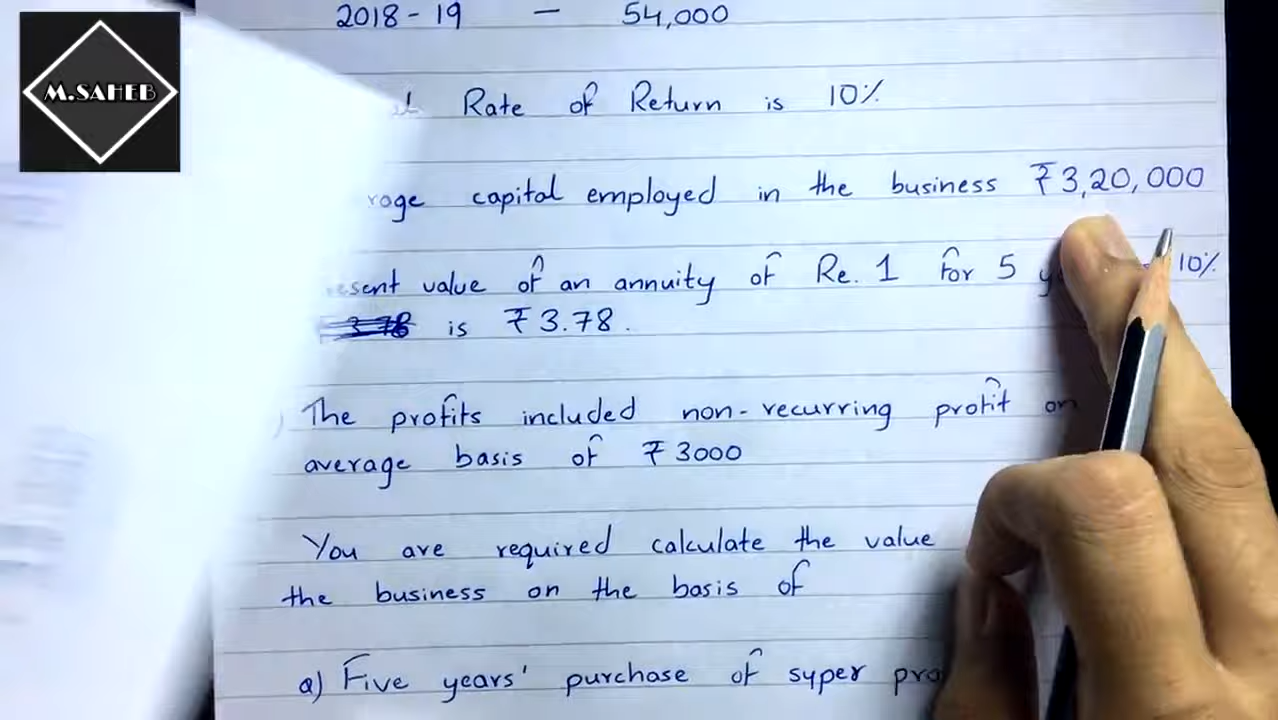 M.SAHEB
2018-19 — 54,000
Rate of Return is 10%
capital employed in the business ₹3,20,000
value of an annuity of Re. 1 for 5 10%
is ₹3.78.
The profits included non-recurring profit on
average basis of ₹3000
You are required calculate the value
the business on the basis of
a) Five years' purchase of super